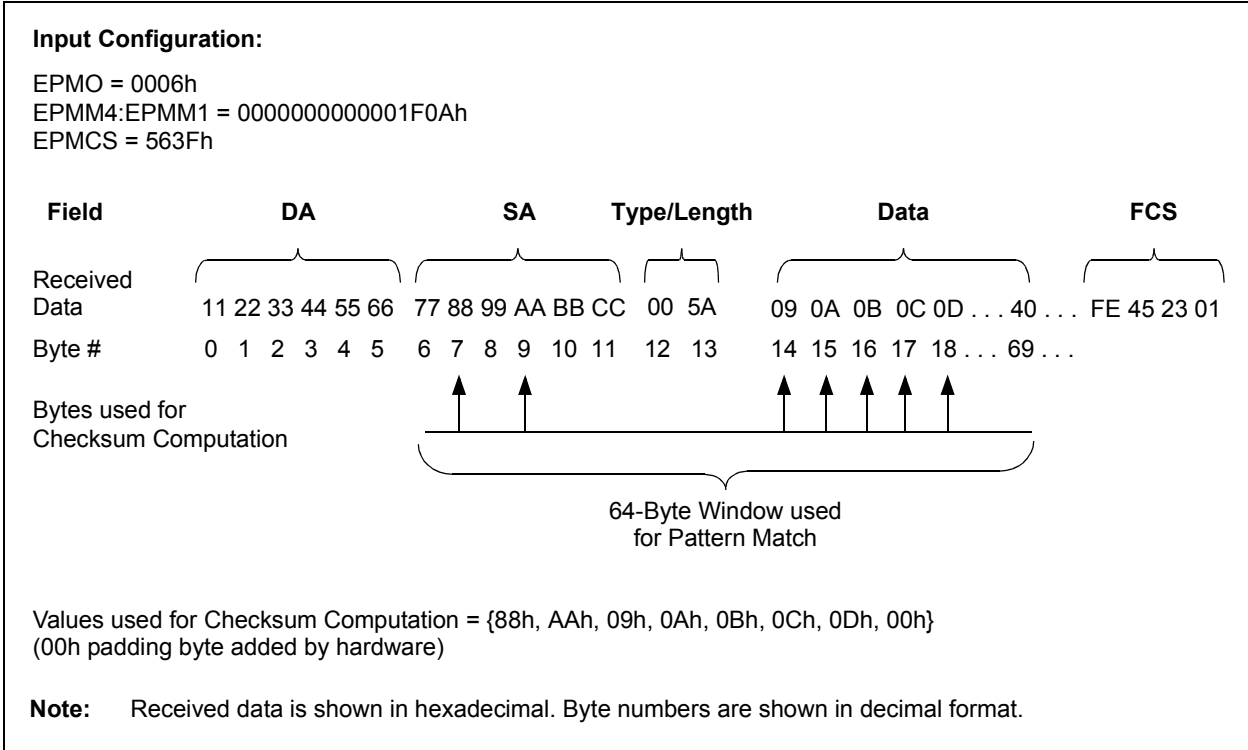 Input Configuration:
EPMO = 0006h
EPMM4:EPMM1 = 0000000000001F0Ah
EPMCS = 563Fh
Field DA SA Type/Length Data FCS
Received
Data 11 22 33 44 55 66 77 88 99 AA BB CC 00 5A 09 0A 0B 0C 0D . . . 40 . . . FE 45 23 01
Byte # 0 1 2 3 4 5 6 7 8 9 10 11 12 13 14 15 16 17 18 . . . 69 . . .
Bytes used for
Checksum Computation
64-Byte Window used
for Pattern Match
Values used for Checksum Computation = {88h, AAh, 09h, 0Ah, 0Bh, 0Ch, 0Dh, 00h}
(00h padding byte added by hardware)
Note: Received data is shown in hexadecimal. Byte numbers are shown in decimal format.